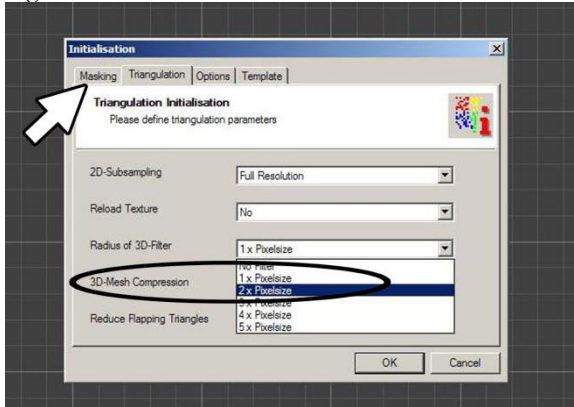 Initialisation
Masking Triangulation Options Template
Triangulation Initialisation
Please define triangulation parameters
2D-Subsampling Full Resolution
Reload Texture No
Radius of 3D-Filter 1 x Pixelsize
No Filter
1 x Pixelsize
3D-Mesh Compression 2 x Pixelsize
3 x Pixelsize
4 x Pixelsize
Reduce Flapping Triangles 5 x Pixelsize
OK Cancel